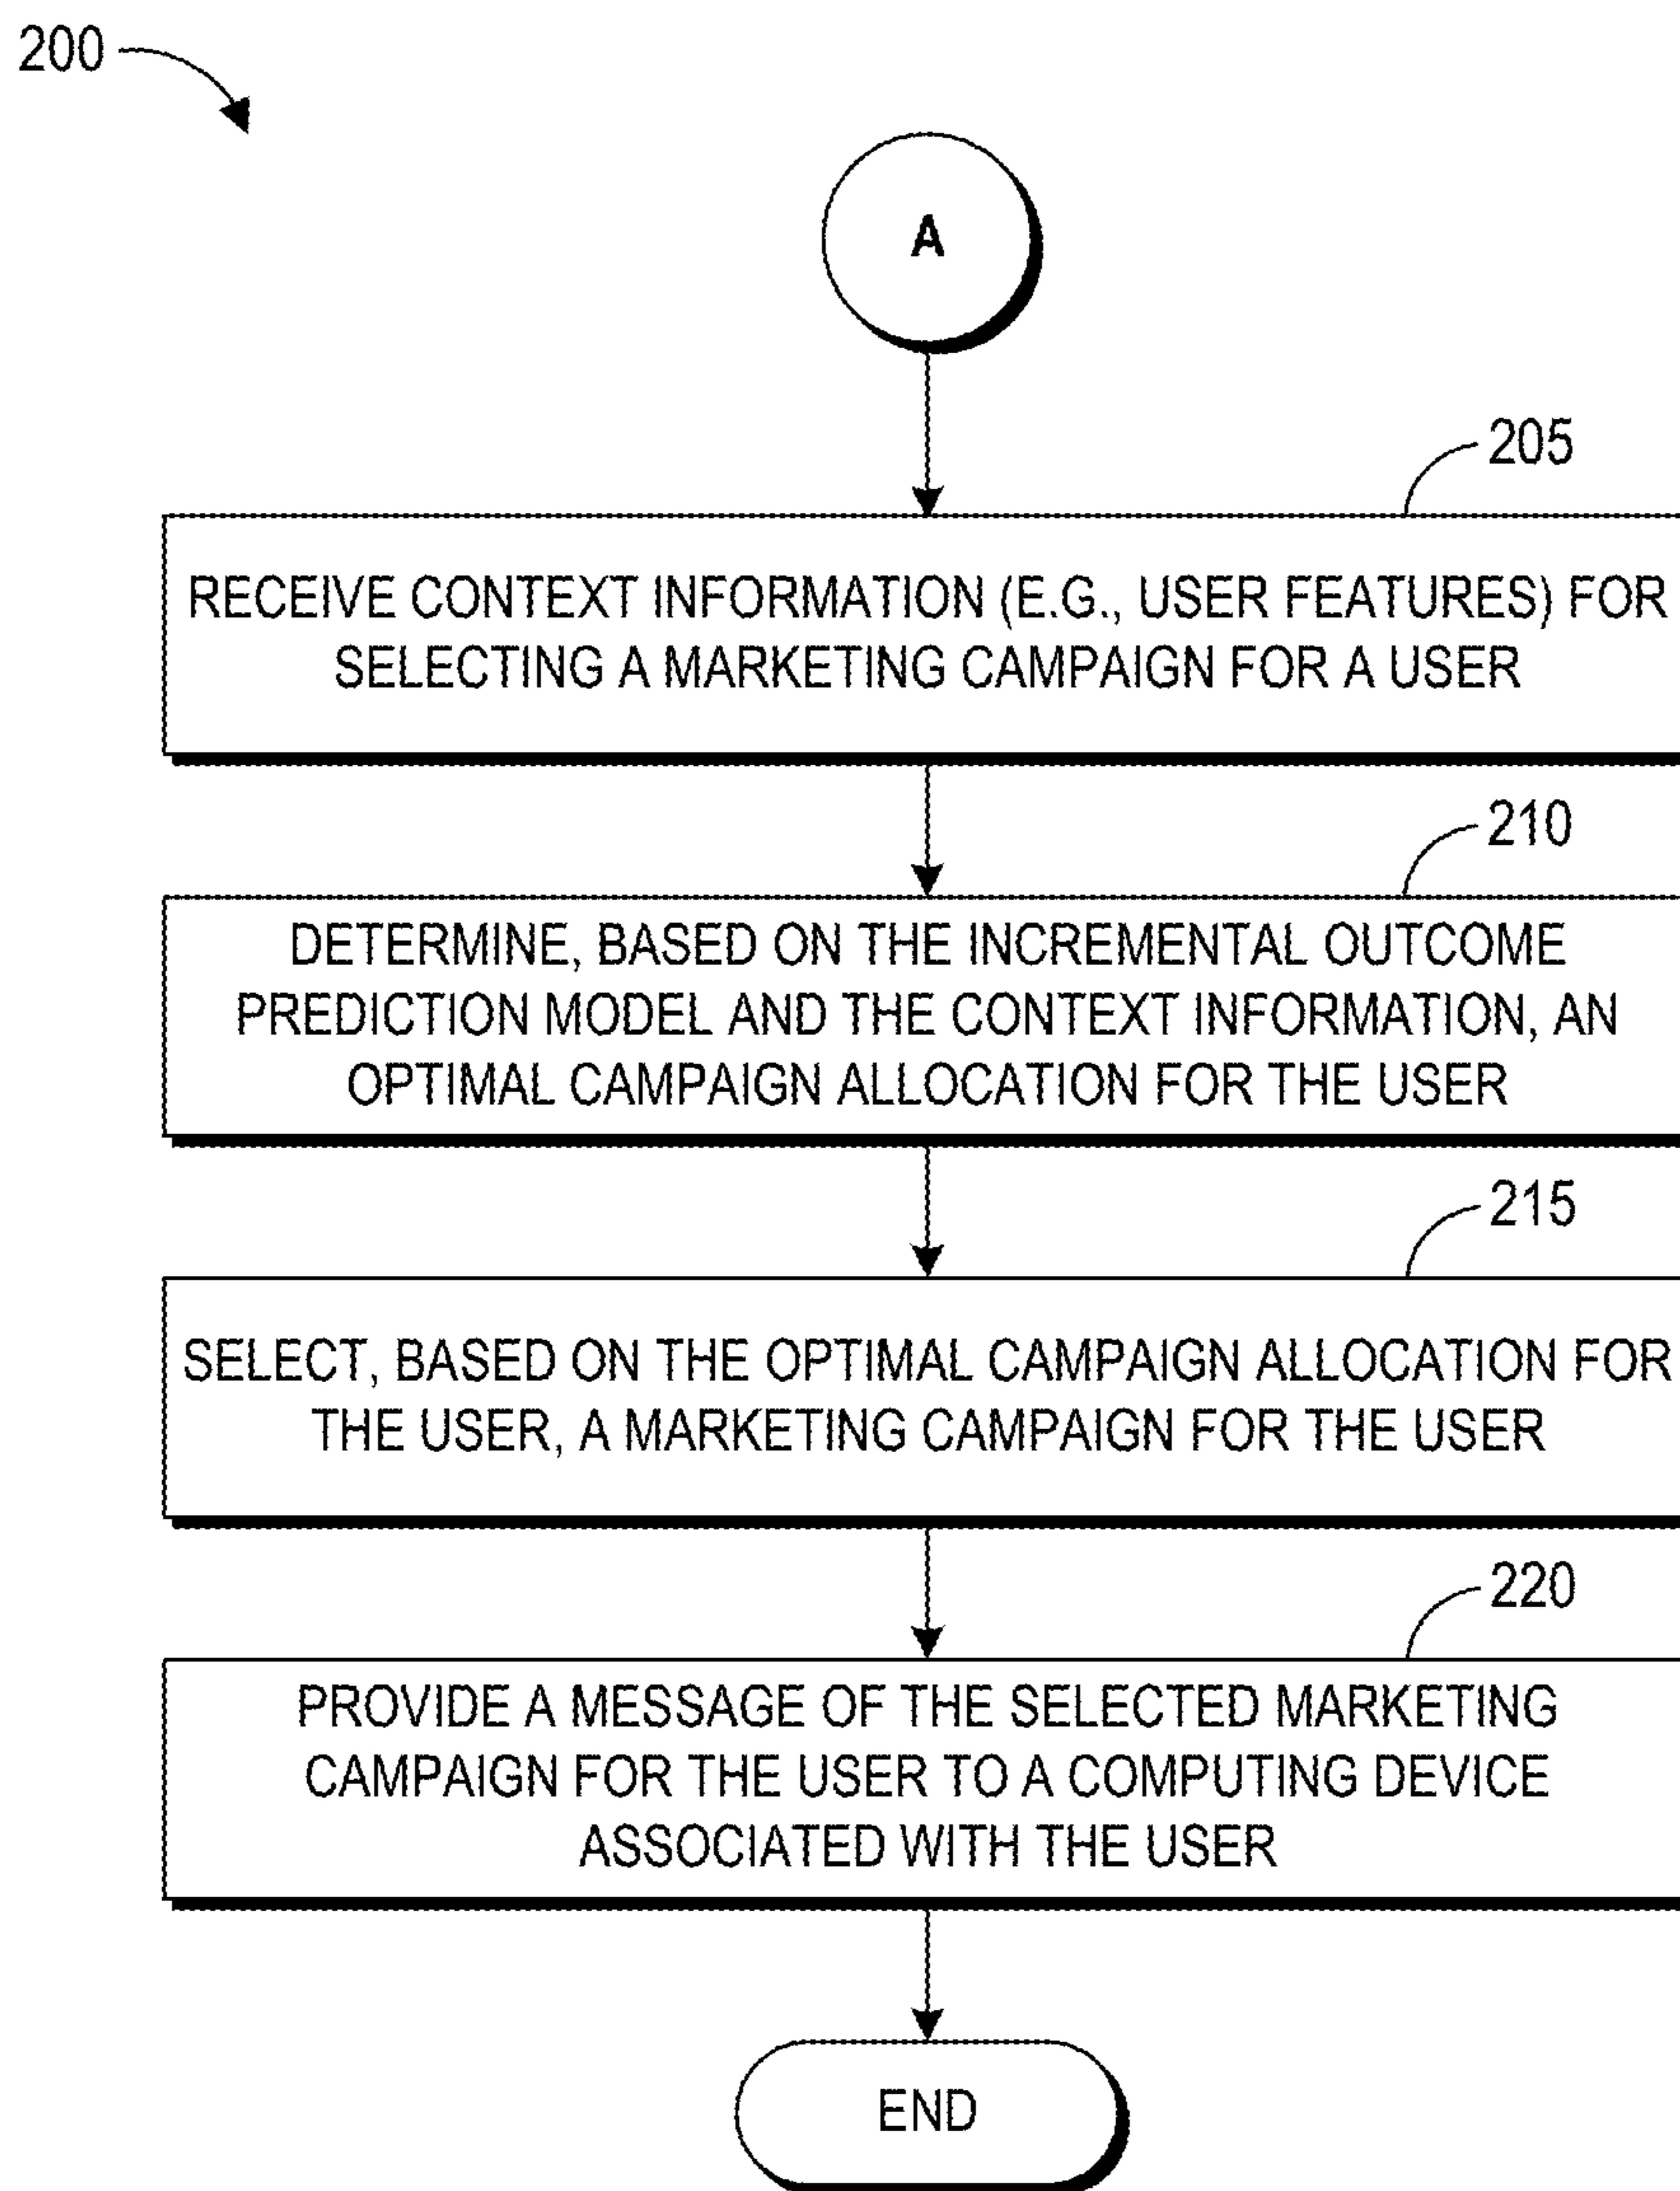 200
A
205
RECEIVE CONTEXT INFORMATION (E.G., USER FEATURES) FOR
SELECTING A MARKETING CAMPAIGN FOR A USER
210
DETERMINE, BASED ON THE INCREMENTAL OUTCOME
PREDICTION MODEL AND THE CONTEXT INFORMATION, AN
OPTIMAL CAMPAIGN ALLOCATION FOR THE USER
215
SELECT, BASED ON THE OPTIMAL CAMPAIGN ALLOCATION FOR
THE USER, A MARKETING CAMPAIGN FOR THE USER
220
PROVIDE A MESSAGE OF THE SELECTED MARKETING
CAMPAIGN FOR THE USER TO A COMPUTING DEVICE
ASSOCIATED WITH THE USER
END